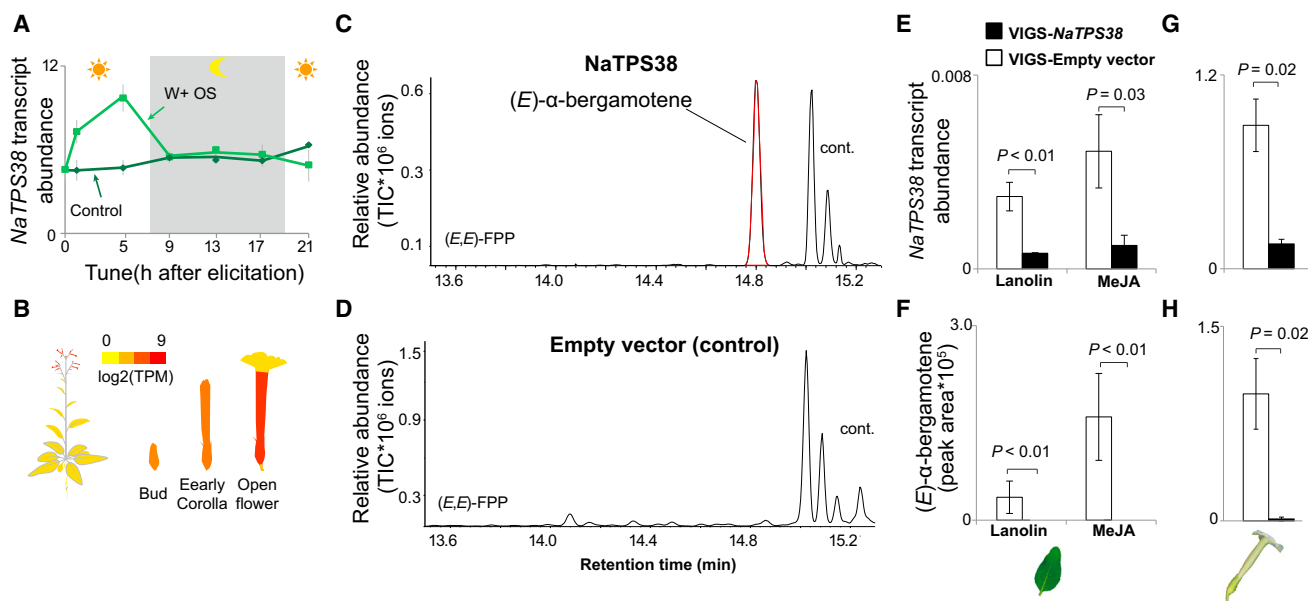 A
12
NaTPS38 transcript
abundance
W+ OS
Control
0
0 5 9 13 17 21
Tune(h after elicitation)
B
0 9
log2(TPM)
Bud
Eearly
Corolla
Open
flower
C
NaTPS38
(E)-α-bergamotene
cont.
Relative abundance
(TIC*10⁶ ions)
0.6
0.3
0.1
(E,E)-FPP
13.6 14.0 14.4 14.8 15.2
D
Empty vector (control)
cont.
Relative abundance
(TIC*10⁶ ions)
1.5
0.9
0.3
(E,E)-FPP
13.6 14.0 14.4 14.8 15.2
Retention time (min)
E
VIGS-NaTPS38
VIGS-Empty vector
0.008
NaTPS38 transcript
abundance
P < 0.01
P = 0.03
0
Lanolin MeJA
F
3.0
(E)-α-bergamotene
(peak area*10⁵)
P < 0.01
P < 0.01
0
Lanolin MeJA
G
1.2
P = 0.02
0
H
1.5
P = 0.02
0